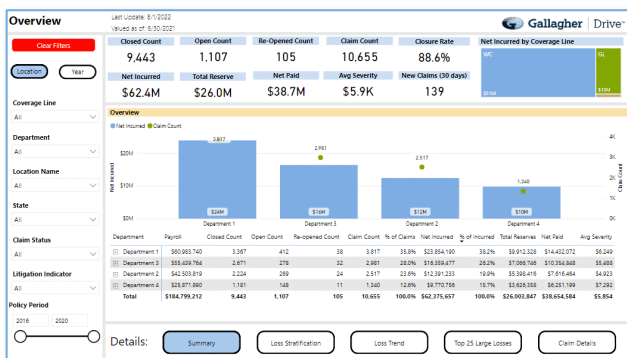 Overview
Last Update: 8/1/2022
Valued as of: 6/30/2021
Gallagher | Drive
Clear Filters
Location Year
Coverage Line
All
Department
All
Location Name
All
State
All
Claim Status
All
Litigation Indicator
All
Policy Period
2016 2020
Closed Count Open Count Re-Opened Count Claim Count Closure Rate
9,443 1,107 105 10,655 88.6%
Net Incurred Total Reserve Net Paid Avg Severity New Claims (30 days)
$62.4M $26.0M $38.7M $5.9K 139
Net Incurred by Coverage Line
WC GL
$51M $10M
Overview
Net Incurred Claim Count
Net Incurred
$20M
$10M
$0M
3,817
2,981
2,517
1,340
$24M $16M $12M $10M
Department 1 Department 3 Department 2 Department 4
4K
3K
2K
1K
0K
Claim Count
Department Payroll Closed Count Open Count Re-opened Count Claim Count % of Claims Net Incurred % of Incurred Total Reserves Net Paid Avg Severity
Department 1 $60,983,740 3,367 412 38 3,817 35.8% $23,854,190 38.2% $9,912,328 $14,432,072 $6,249
Department 3 $55,439,764 2,671 278 32 2,981 28.0% $16,359,477 26.2% $7,066,746 $10,354,848 $5,488
Department 2 $42,503,819 2,224 269 24 2,517 23.6% $12,391,233 19.9% $5,398,416 $7,616,464 $4,923
Department 4 $25,871,890 1,181 148 11 1,340 12.6% $9,770,756 15.7% $3,626,358 $6,251,199 $7,292
Total $184,799,212 9,443 1,107 105 10,655 100.0% $62,375,657 100.0% $26,003,847 $38,654,584 $5,854
Details: Summary Loss Stratification Loss Trend Top 25 Large Losses Claim Details